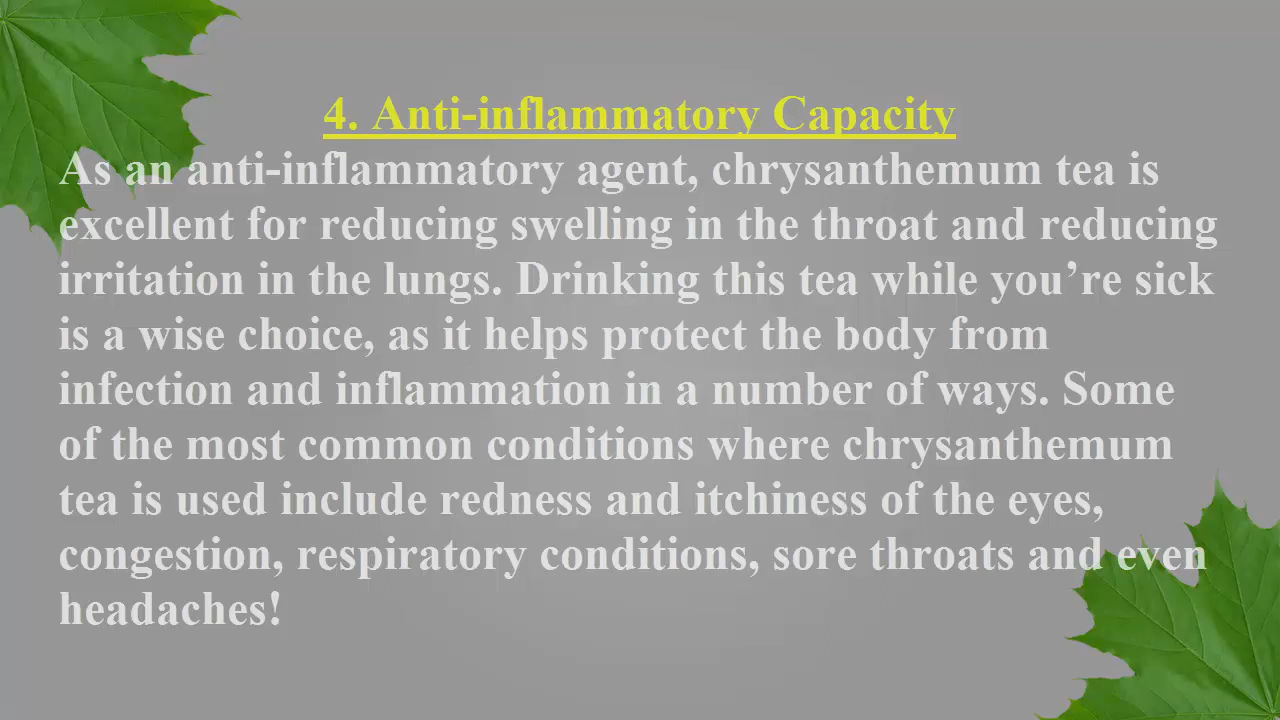 4. Anti-inflammatory Capacity
As an anti-inflammatory agent, chrysanthemum tea is
excellent for reducing swelling in the throat and reducing
irritation in the lungs. Drinking this tea while you’re sick
is a wise choice, as it helps protect the body from
infection and inflammation in a number of ways. Some
of the most common conditions where chrysanthemum
tea is used include redness and itchiness of the eyes,
congestion, respiratory conditions, sore throats and even
headaches!